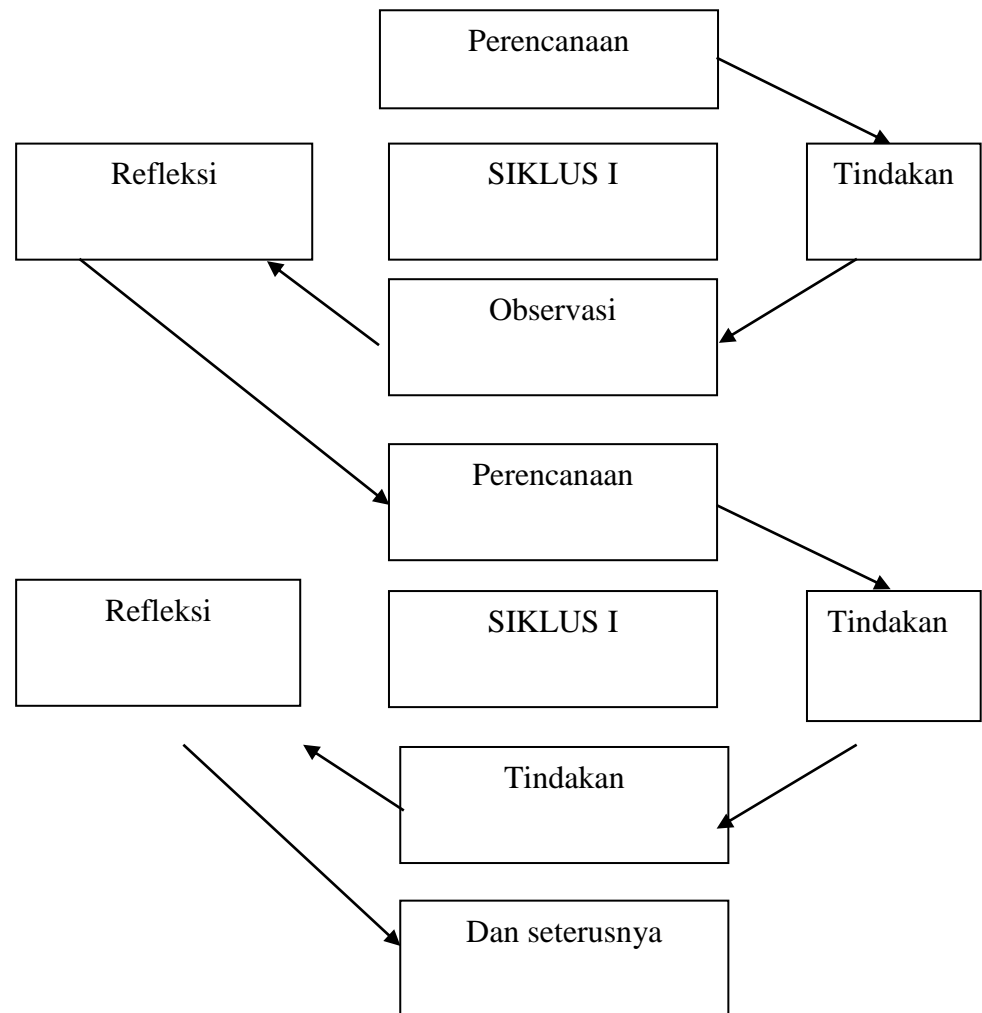 Perencanaan
Refleksi
SIKLUS I
Tindakan
Observasi
Perencanaan
Refleksi
SIKLUS I
Tindakan
Tindakan
Dan seterusnya